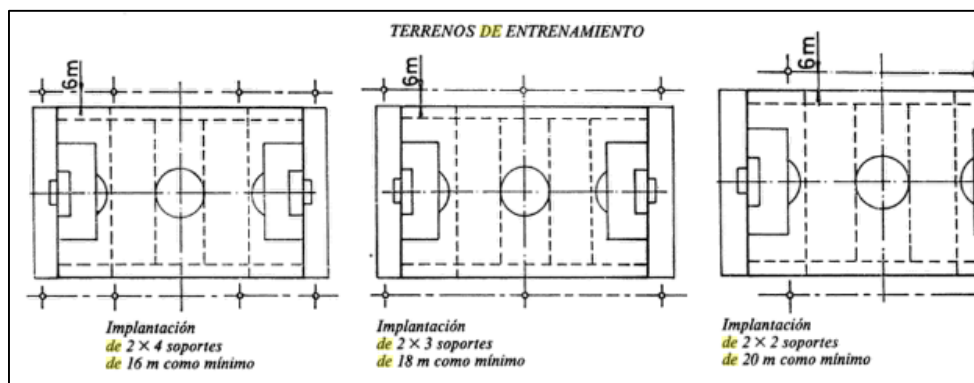 TERRENOS DE ENTRENAMIENTO
6m
6m
6m
Implantación
de 2 × 4 soportes
de 16 m como mínimo
Implantación
de 2 × 3 soportes
de 18 m como mínimo
Implantación
de 2 × 2 soportes
de 20 m como mínimo